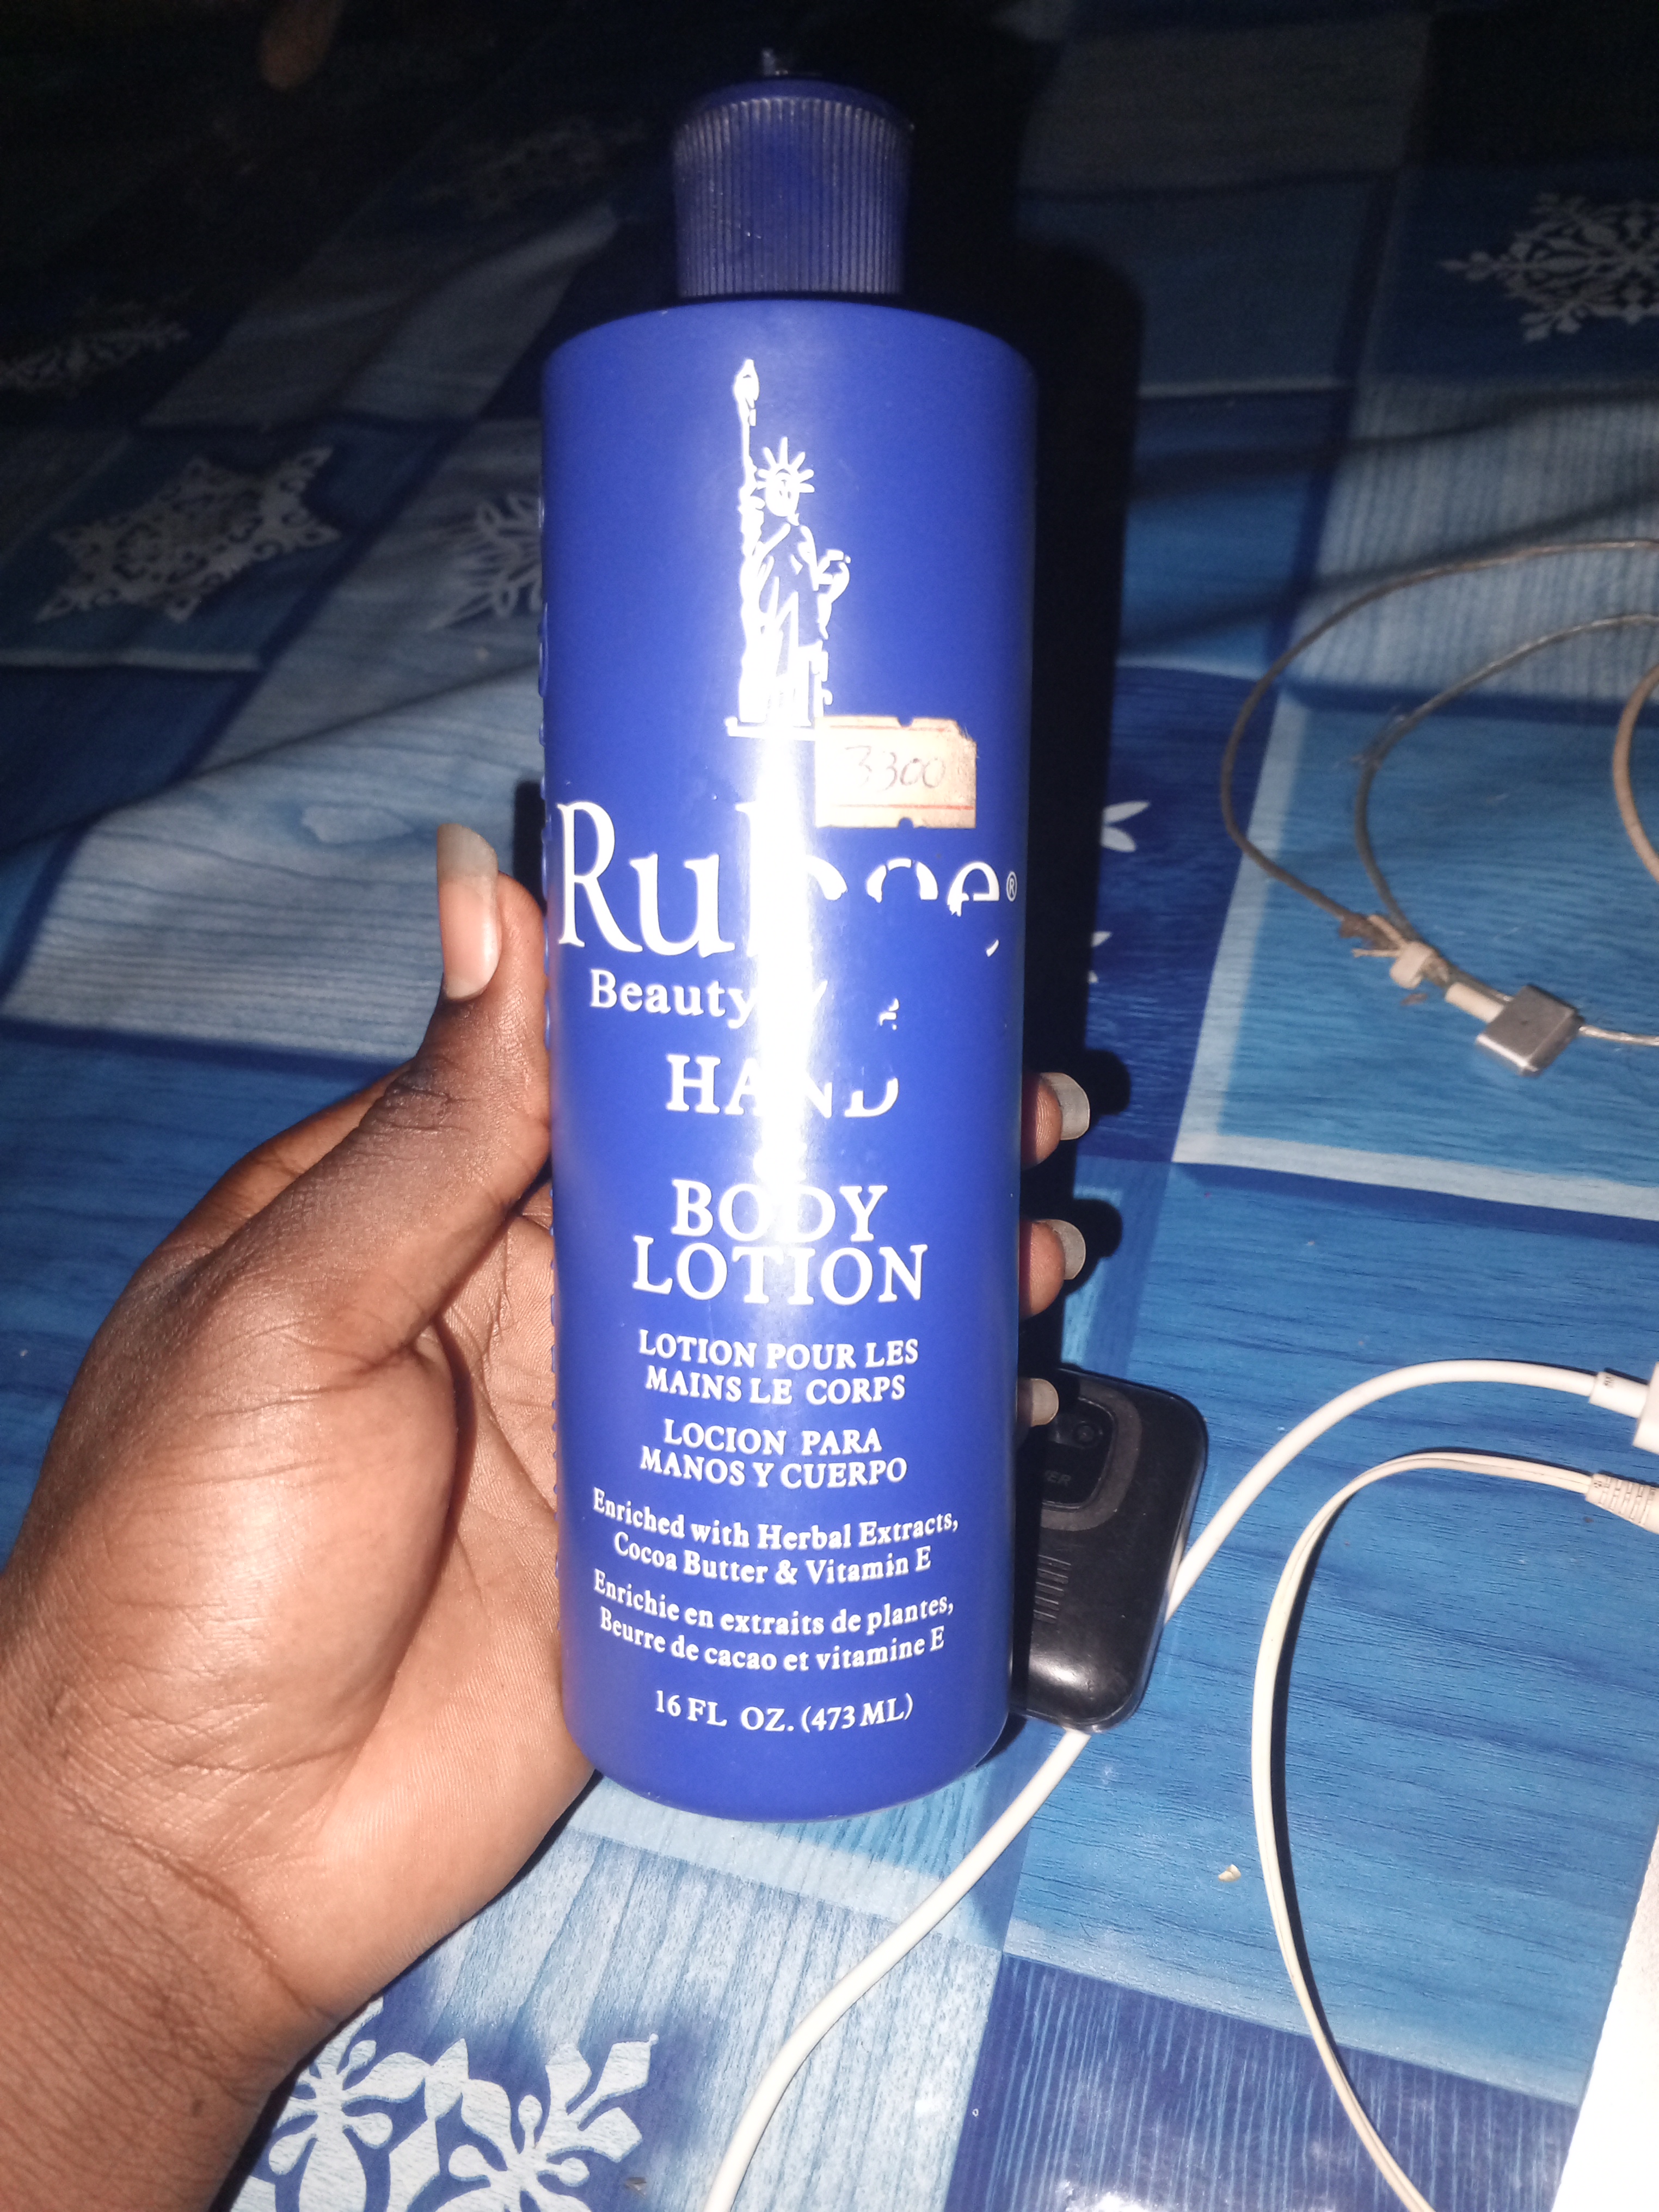 3300
®
Beauty
HAND
BODY
LOTION
LOTION POUR LES
MAINS LE CORPS
LOCION PARA
MANOS Y CUERPO
Enriched with Herbal Extracts,
Cocoa Butter & Vitamin E
Enrichie en extraits de plantes,
Beurre de cacao et vitamine E
16 FL OZ. (473 ML)